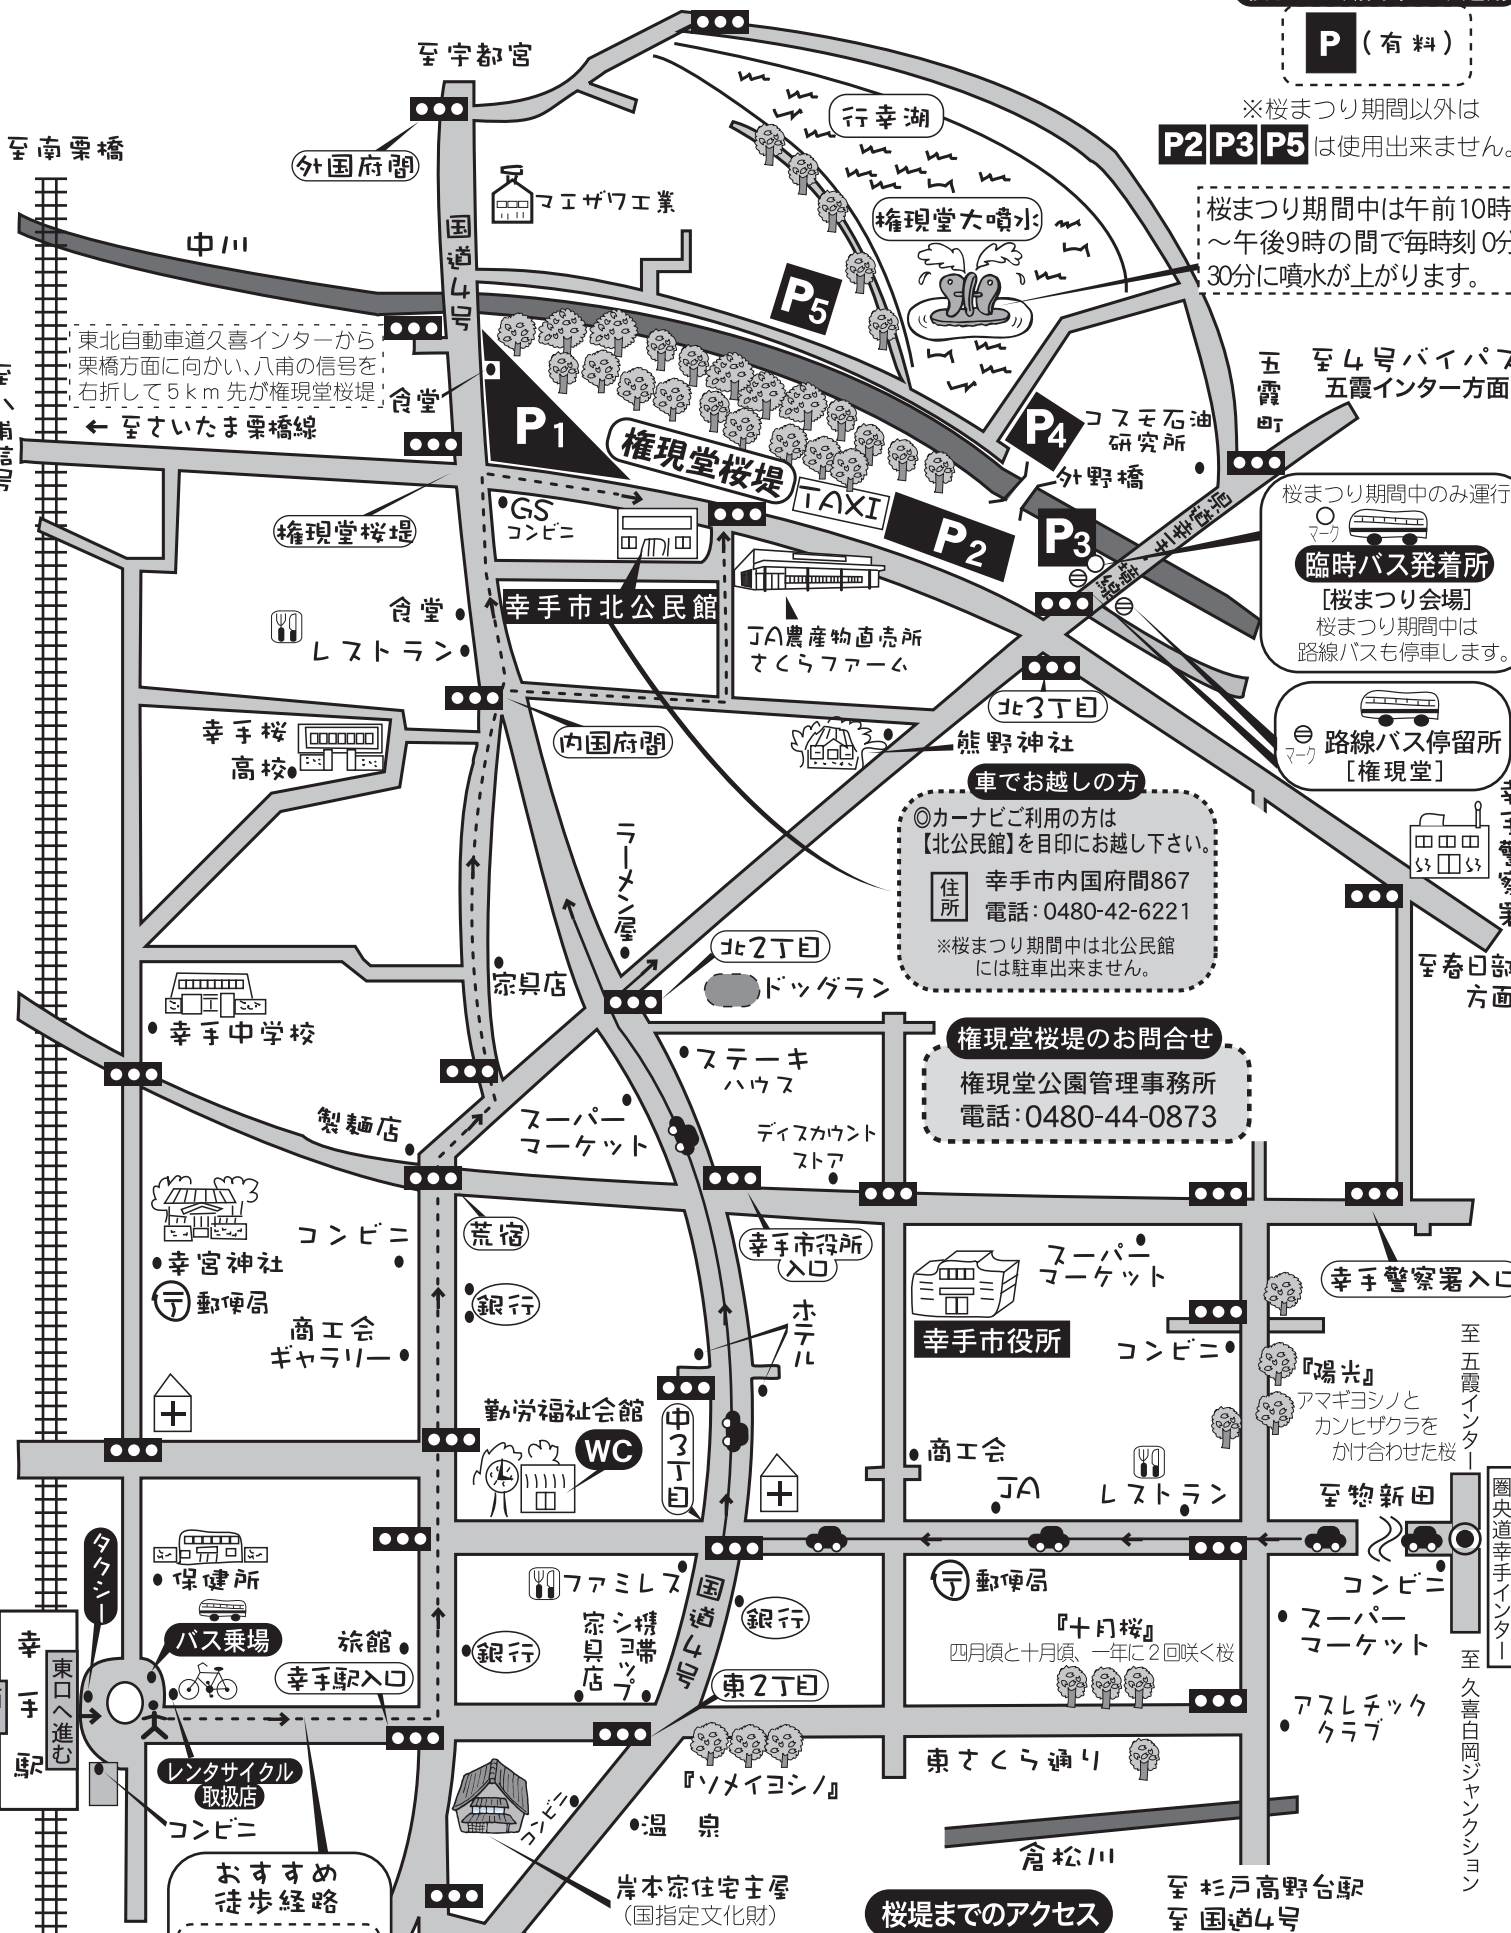 至宇都宮
P
(有料)
※桜まつり期間以外は
P2 P3 P5 は使用出来ません。
至南栗橋
外国府間
マエザワ工業
行幸湖
権現堂大噴水
桜まつり期間中は午前10時
～午後9時の間で毎時刻0分
30分に噴水が上がります。
中川
国道4号
P5
東北自動車道久喜インターから
栗橋方面に向かい、八甫の信号を
右折して5km先が権現堂桜堤
食堂
P1
権現堂桜堤
P4
コスモ石油
研究所
五霞町
至4号バイパス
五霞インター方面
← 至さいたま栗橋線
外野橋
GS
コンビニ
TAXI
P2
P3
権現堂桜堤
桜まつり期間中のみ運行
マーク
臨時バス発着所
[桜まつり会場]
桜まつり期間中は
路線バスも停車します。
幸手市北公民館
食堂
レストラン
JA農産物直売所
さくらファーム
北3丁目
マーク
路線バス停留所
[権現堂]
幸手桜
高校
内国府間
熊野神社
車でお越しの方
◎カーナビご利用の方は
【北公民館】を目印にお越し下さい。
住所
幸手市内国府間867
電話：0480-42-6221
※桜まつり期間中は北公民館
には駐車出来ません。
幸手警察署
ラーメン屋
北2丁目
家具店
ドッグラン
至春日部
方面
幸手中学校
権現堂桜堤のお問合せ
権現堂公園管理事務所
電話：0480-44-0873
ステーキ
ハウス
製麺店
スーパー
マーケット
ディスカウント
ストア
荒宿
コンビニ
幸手市役所
入口
幸宮神社
郵便局
銀行
スーパー
マーケット
幸手警察署入口
商工会
ギャラリー
ホテル
幸手市役所
コンビニ
『陽光』
アマギヨシノと
カンヒザクラを
かけ合わせた桜
至 五霞インター
勤労福祉会館
WC
中3丁目
商工会
JA
レストラン
至惣新田
圏央道幸手インター
タクシー
保健所
ファミレス
国道4号
郵便局
コンビニ
バス乗場
旅館
銀行
家具店
携帯ショップ
銀行
『十月桜』
四月頃と十月頃、一年に2回咲く桜
スーパー
マーケット
幸手駅
東口へ進む
幸手駅入口
東2丁目
至 久喜白岡ジャンクション
アスレチック
クラブ
レンタサイクル
取扱店
コンビニ
『ソメイヨシノ』
東さくら通り
コンビニ
温泉
倉松川
おすすめ
徒歩経路
岸本家住宅主屋
(国指定文化財)
桜堤までのアクセス
至 杉戸高野台駅
至 国道4号